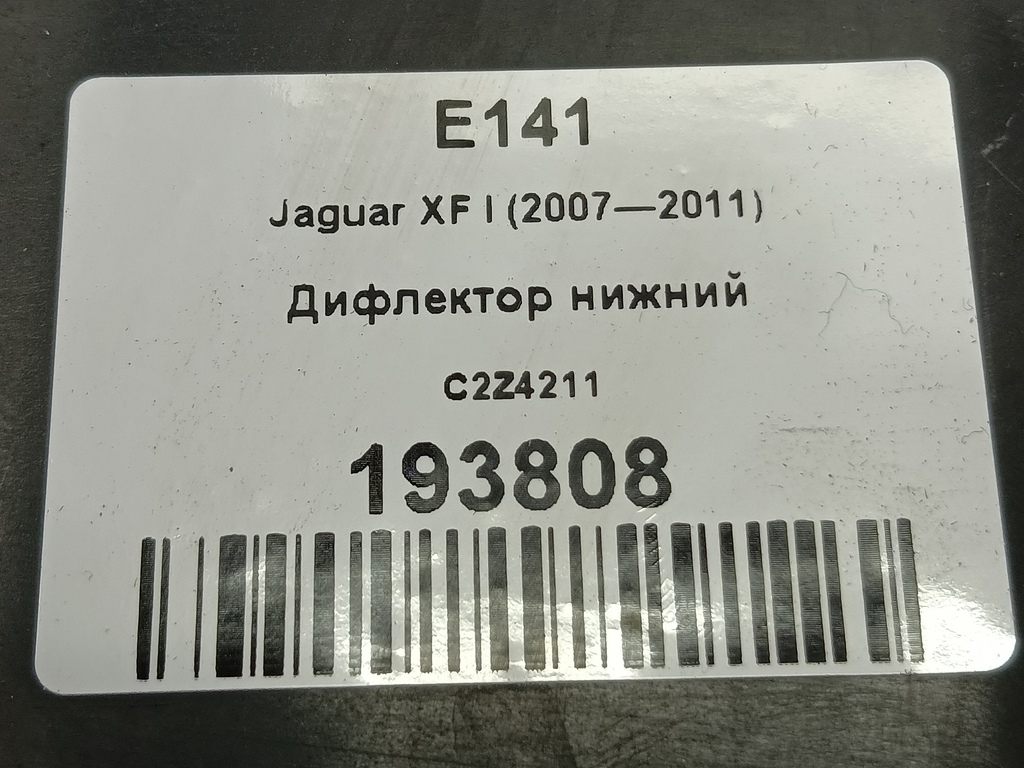 E141
Jaguar XF I (2007—2011)
Дифлектор нижний
C2Z4211
193808